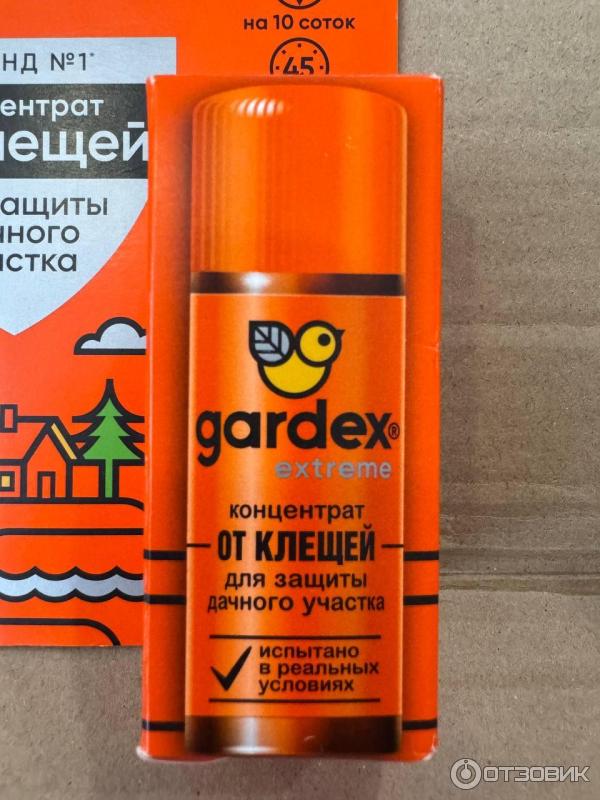 на 10 соток
НД №1*
45
центрат
лещей
защиты
чного
астка
gardex®
extreme
концентрат
ОТ КЛЕЩЕЙ
для защиты
дачного участка
испытано
в реальных
условиях
ОТЗОВИК